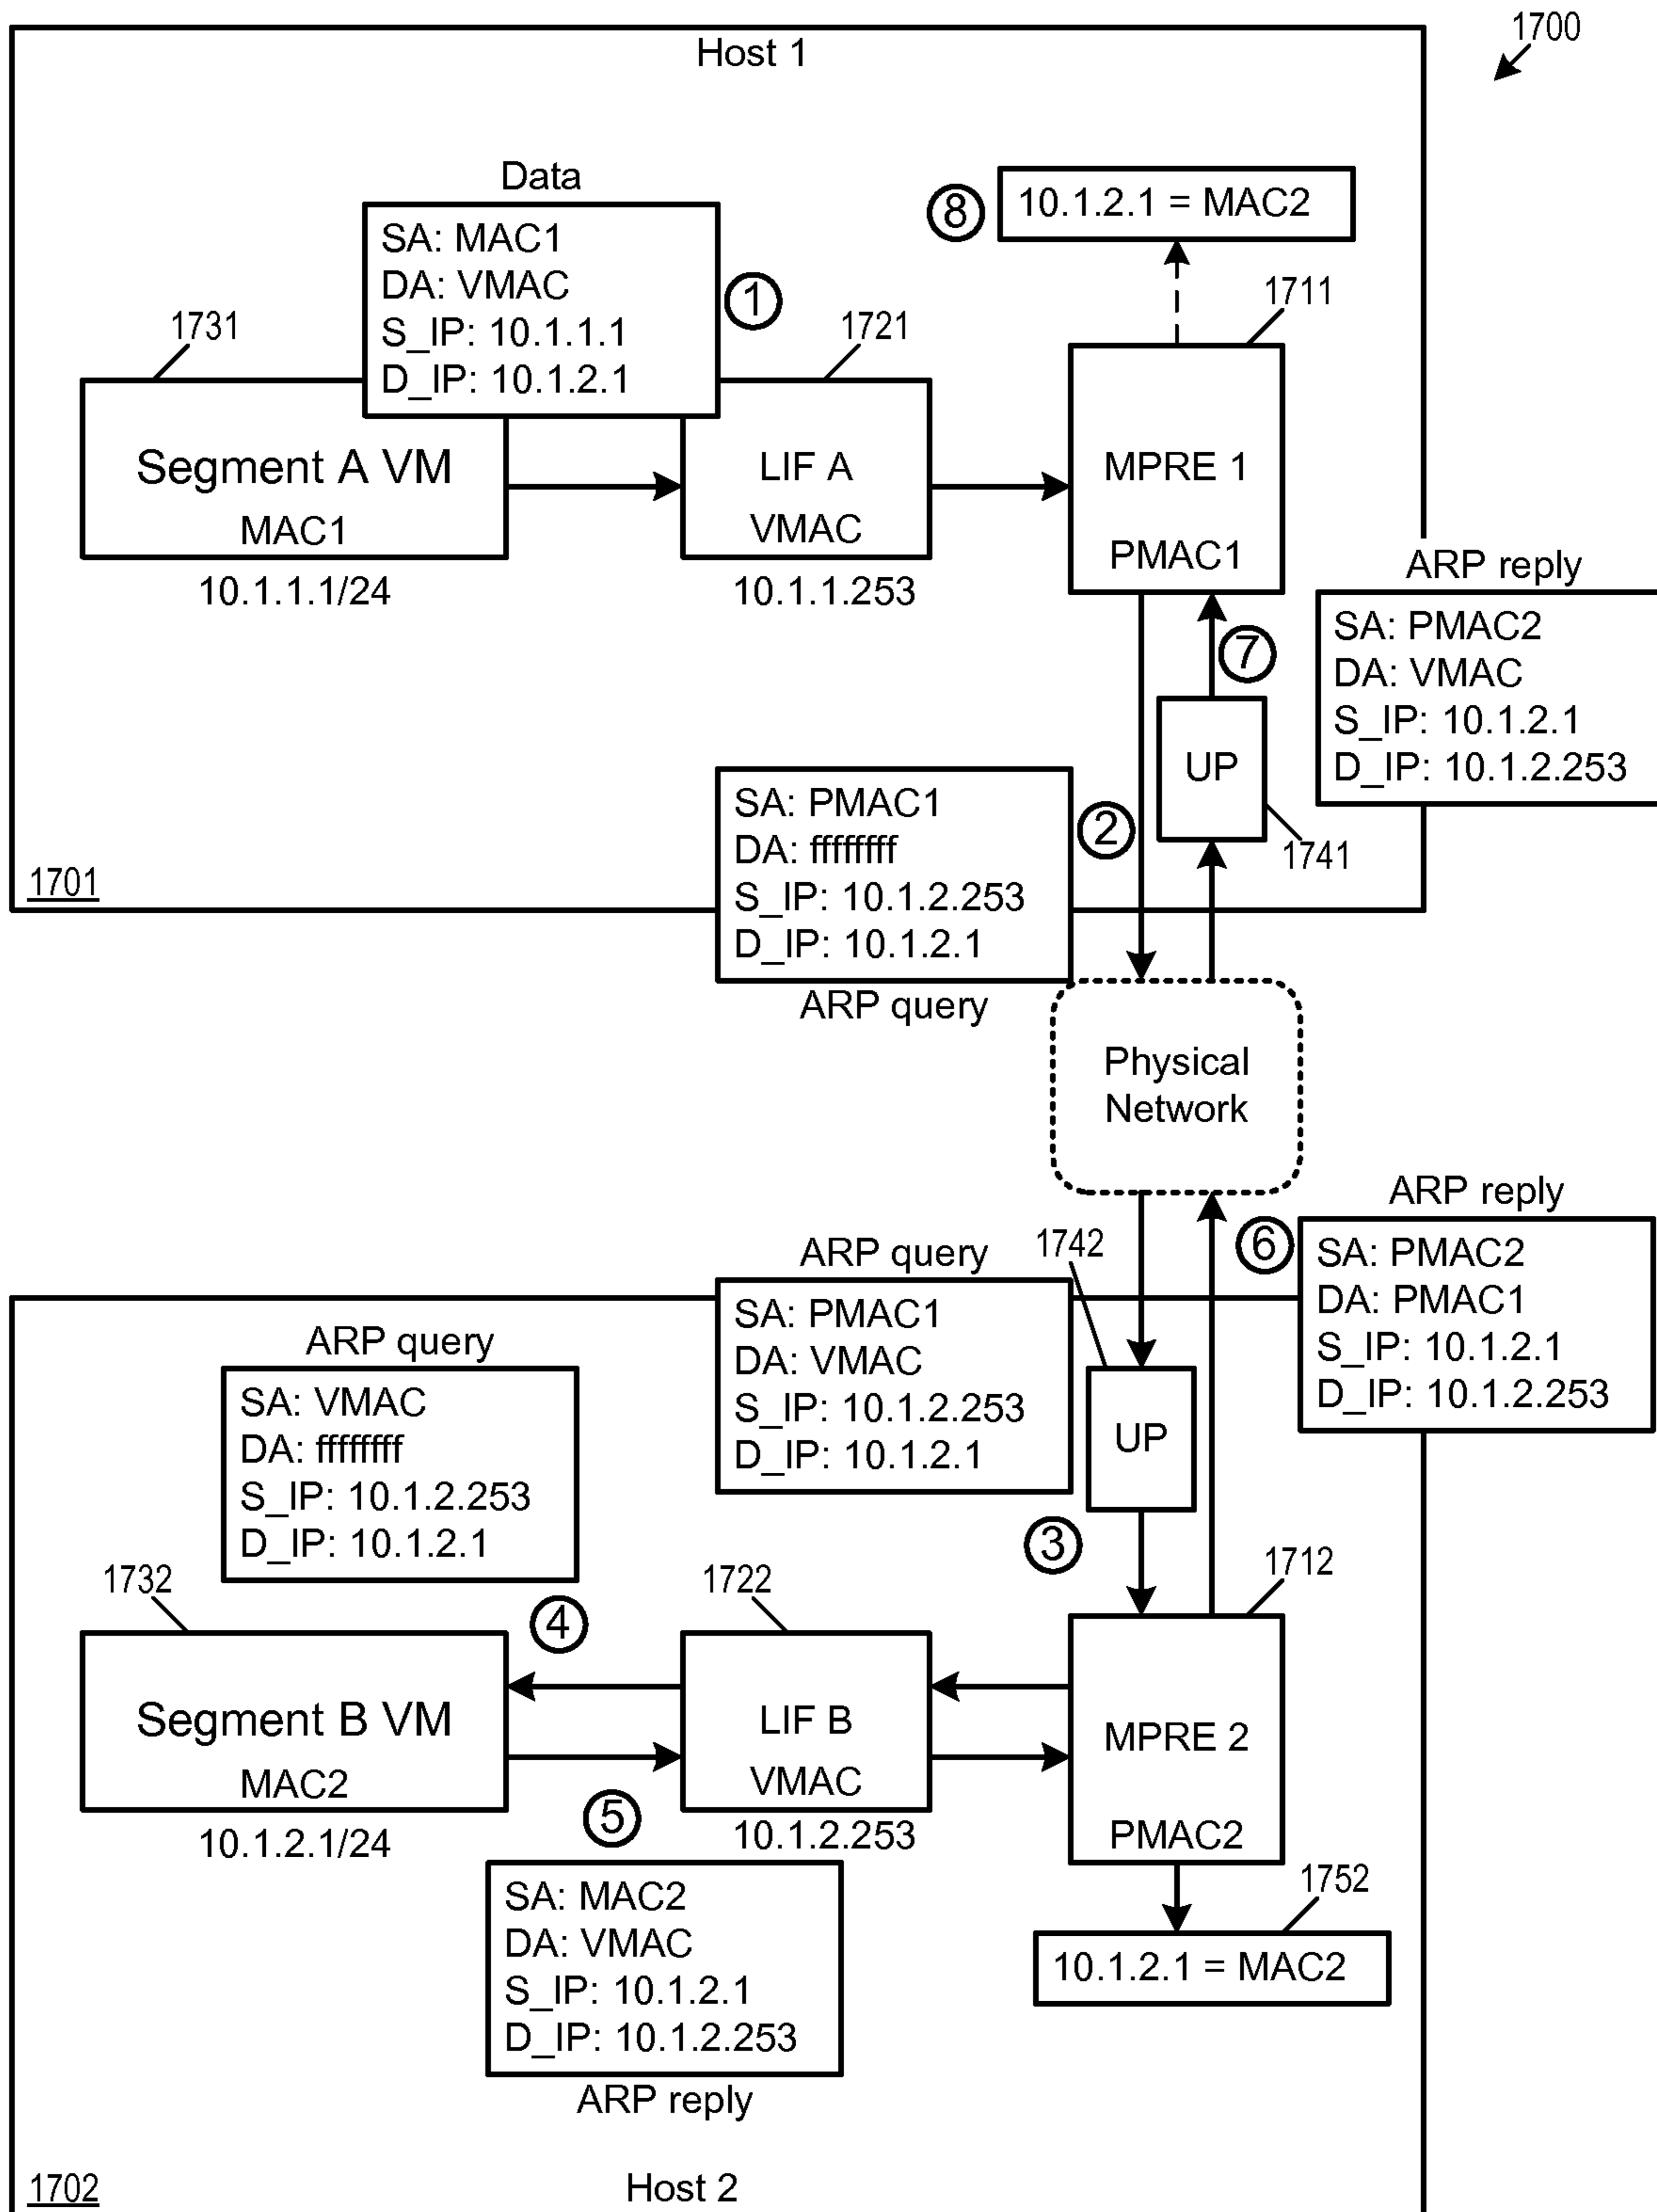 1700
Host 1
Data
SA: MAC1
DA: VMAC
S_IP: 10.1.1.1
D_IP: 10.1.2.1
1
8
10.1.2.1 = MAC2
1711
1731
1721
Segment A VM
MAC1
10.1.1.1/24
LIF A
VMAC
10.1.1.253
MPRE 1
PMAC1
ARP reply
SA: PMAC2
DA: VMAC
S_IP: 10.1.2.1
D_IP: 10.1.2.253
7
UP
1741
2
SA: PMAC1
DA: ffffffff
S_IP: 10.1.2.253
D_IP: 10.1.2.1
ARP query
1701
Physical
Network
ARP reply
6
SA: PMAC2
DA: PMAC1
S_IP: 10.1.2.1
D_IP: 10.1.2.253
1742
ARP query
SA: PMAC1
DA: VMAC
S_IP: 10.1.2.253
D_IP: 10.1.2.1
UP
3
ARP query
SA: VMAC
DA: ffffffff
S_IP: 10.1.2.253
D_IP: 10.1.2.1
1732
4
1722
1712
Segment B VM
MAC2
10.1.2.1/24
LIF B
VMAC
10.1.2.253
MPRE 2
PMAC2
5
SA: MAC2
DA: VMAC
S_IP: 10.1.2.1
D_IP: 10.1.2.253
ARP reply
1752
10.1.2.1 = MAC2
1702
Host 2